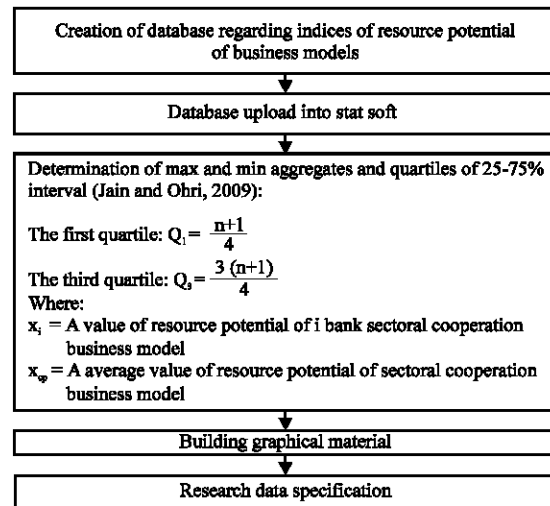 Creation of database regarding indices of resource potential
of business models
Database upload into stat soft
Determination of max and min aggregates and quartiles of 25-75%
interval (Jain and Ohri, 2009):
The first quartile: Q₁ = (n+1)/4
The third quartile: Q₃ = 3 (n+1)/4
Where:
xᵢ = A value of resource potential of i bank sectoral cooperation
business model
x_cp = A average value of resource potential of sectoral cooperation
business model
Building graphical material
Research data specification